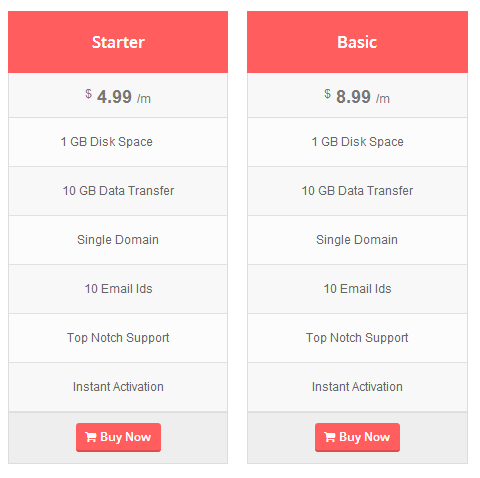 Starter
$ 4.99 /m
1 GB Disk Space
10 GB Data Transfer
Single Domain
10 Email Ids
Top Notch Support
Instant Activation
Buy Now
Basic
$ 8.99 /m
1 GB Disk Space
10 GB Data Transfer
Single Domain
10 Email Ids
Top Notch Support
Instant Activation
Buy Now